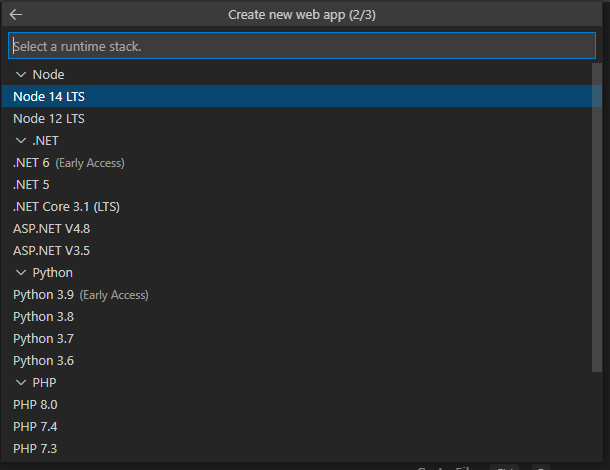 Create new web app (2/3)
Select a runtime stack.
Node
Node 14 LTS
Node 12 LTS
.NET
.NET 6 (Early Access)
.NET 5
.NET Core 3.1 (LTS)
ASP.NET V4.8
ASP.NET V3.5
Python
Python 3.9 (Early Access)
Python 3.8
Python 3.7
Python 3.6
PHP
PHP 8.0
PHP 7.4
PHP 7.3